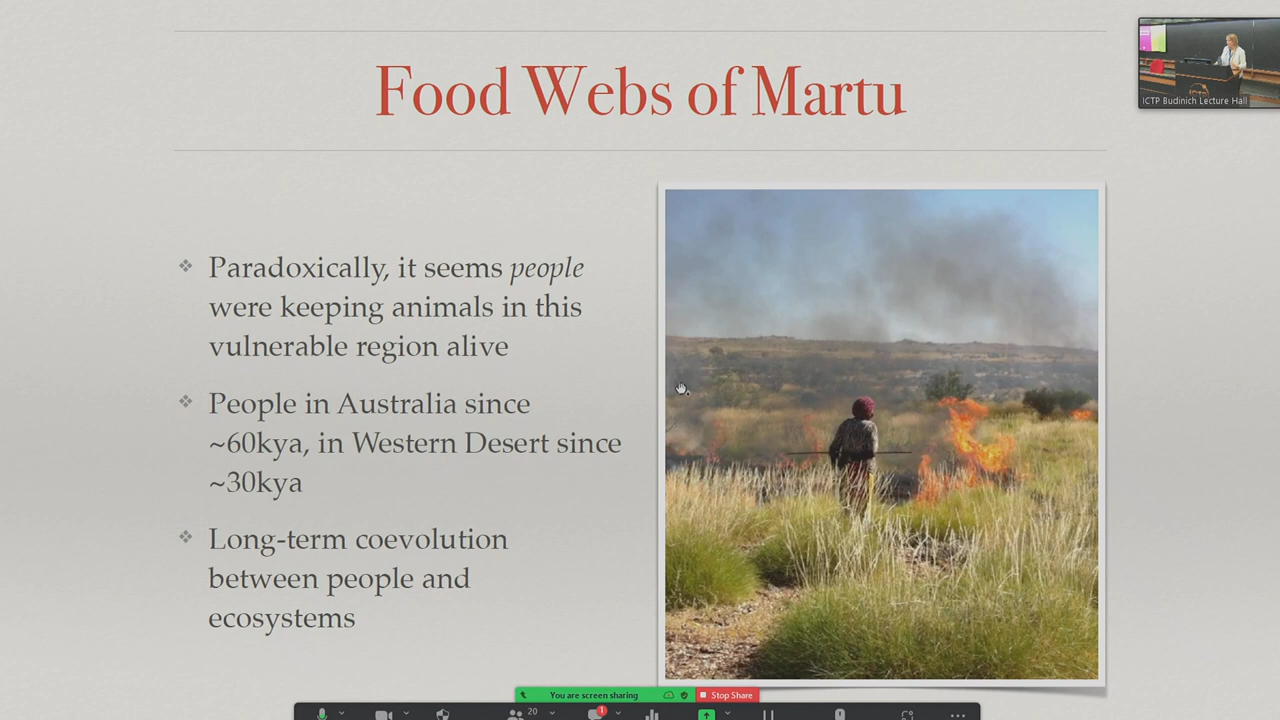 Food Webs of Martu
ICTP Budinich Lecture Hall
Paradoxically, it seems people
were keeping animals in this
vulnerable region alive
People in Australia since
~60kya, in Western Desert since
~30kya
Long-term coevolution
between people and
ecosystems
You are screen sharing
Stop Share
20
1